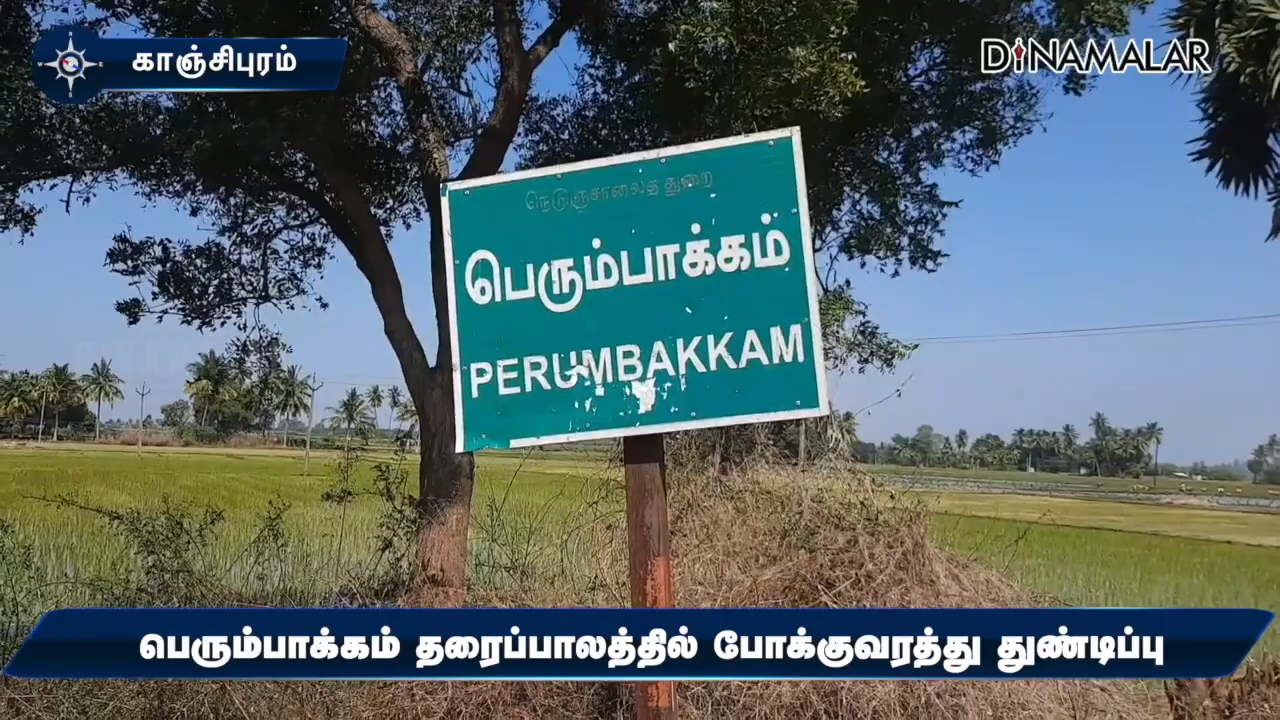 காஞ்சிபுரம்
DINAMALAR
நெடுஞ்சாலைத்துறை
பெரும்பாக்கம்
PERUMBAKKAM
பெரும்பாக்கம் தரைப்பாலத்தில் போக்குவரத்து துண்டிப்பு